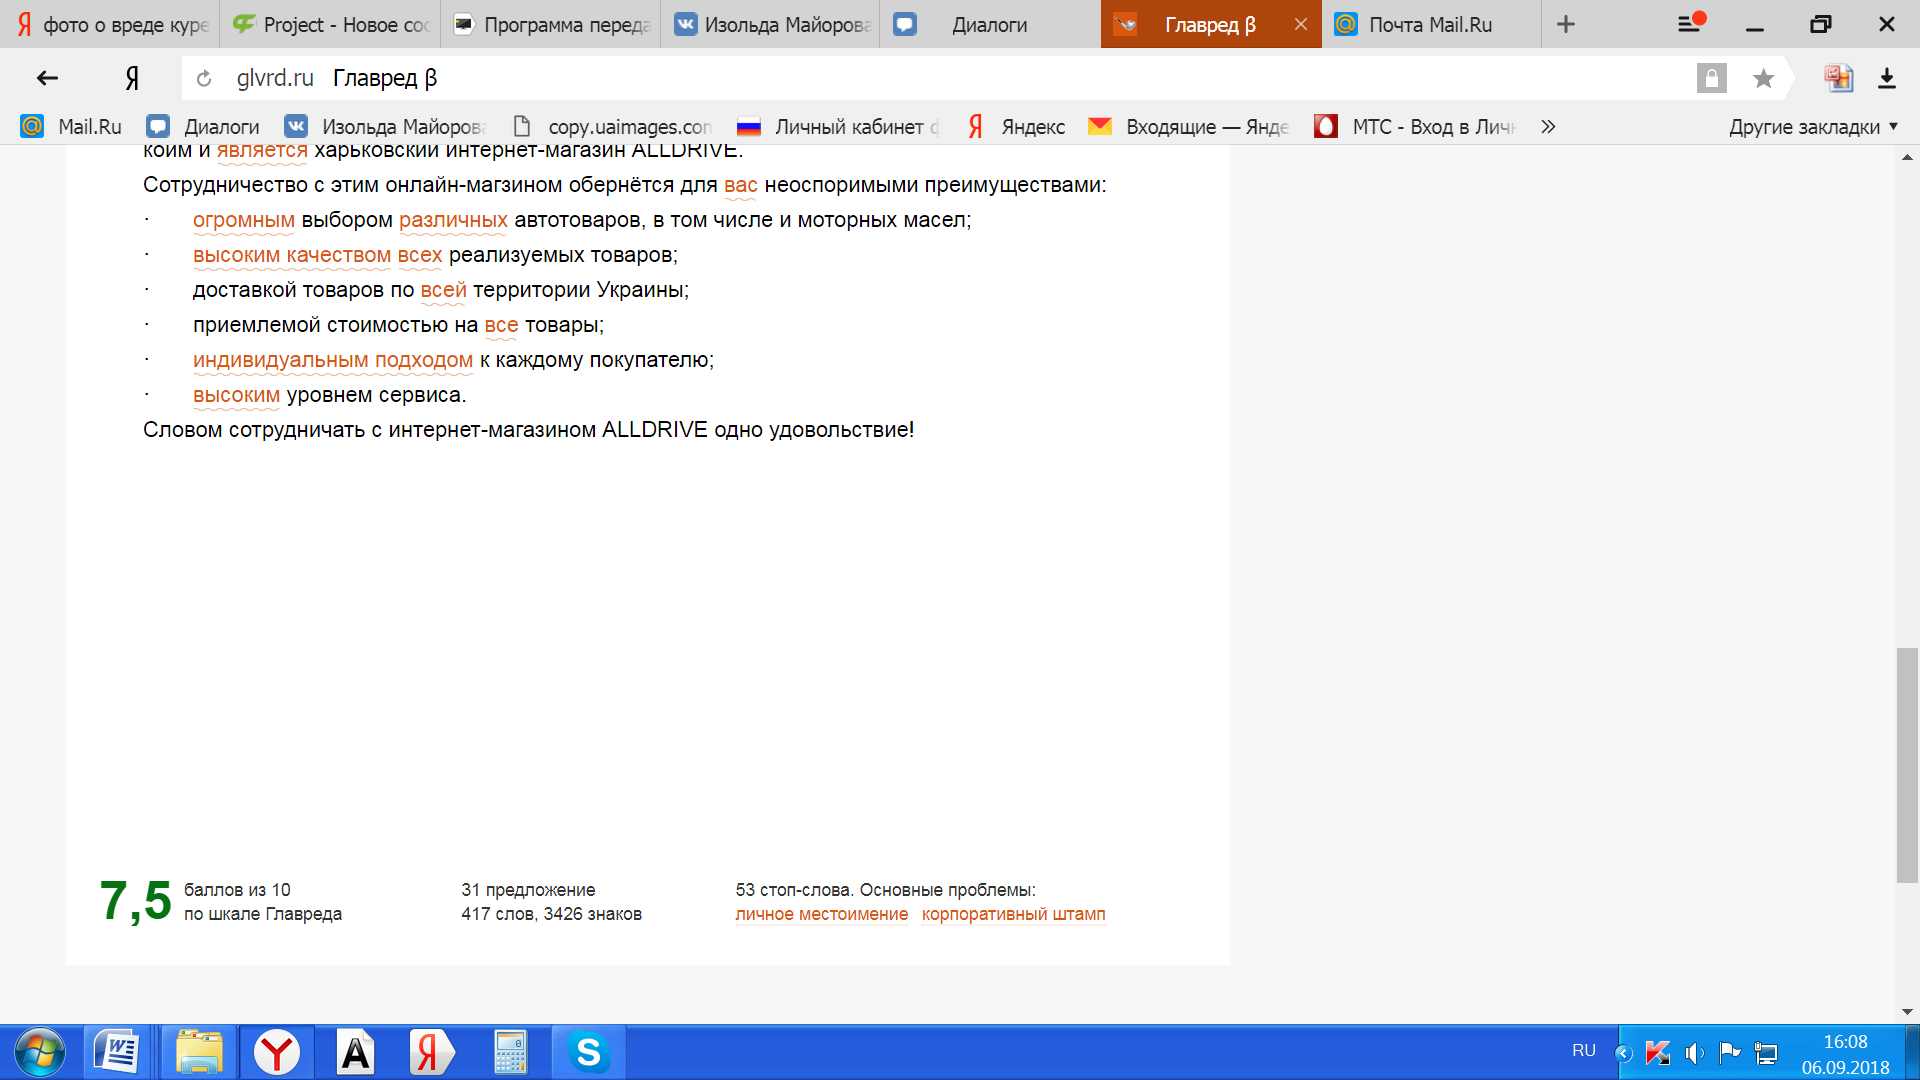 фото о вреде куре
Project - Новое соо
Программа переда
Изольда Майорова
Диалоги
Главред β
Почта Mail.Ru
Я glvrd.ru Главред β
Mail.Ru Диалоги Изольда Майорова copy.uaimages.com Личный кабинет ф Яндекс Входящие — Янде МТС - Вход в Личн » Другие закладки
коим и является харьковский интернет-магазин ALLDRIVE.
Сотрудничество с этим онлайн-магзином обернётся для вас неоспоримыми преимуществами:
· огромным выбором различных автотоваров, в том числе и моторных масел;
· высоким качеством всех реализуемых товаров;
· доставкой товаров по всей территории Украины;
· приемлемой стоимостью на все товары;
· индивидуальным подходом к каждому покупателю;
· высоким уровнем сервиса.
Словом сотрудничать с интернет-магазином ALLDRIVE одно удовольствие!
7,5 баллов из 10
по шкале Главреда
31 предложение
417 слов, 3426 знаков
53 стоп-слова. Основные проблемы:
личное местоимение корпоративный штамп
RU
16:08
06.09.2018